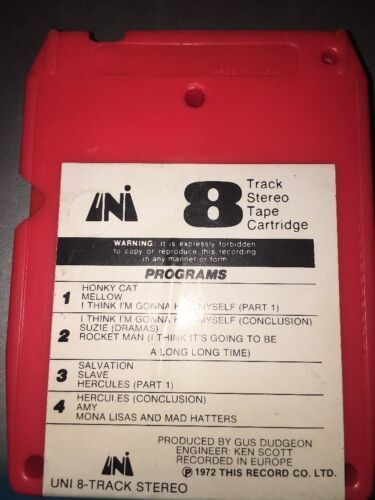 MADE IN U.S.A.
UNI
8
Track
Stereo
Tape
Cartridge
WARNING: It is expressly forbidden
to copy or reproduce this recording
in any manner or form
PROGRAMS
1
HONKY CAT
MELLOW
I THINK I'M GONNA MYSELF (PART 1)
2
I THINK I'M GONNA MYSELF (CONCLUSION)
SUZIE (DRAMAS)
ROCKET MAN (I THINK IT'S GOING TO BE
A LONG LONG TIME)
3
SALVATION
SLAVE
HERCULES (PART 1)
4
HERCULES (CONCLUSION)
AMY
MONA LISAS AND MAD HATTERS
PRODUCED BY GUS DUDGEON
ENGINEER: KEN SCOTT
RECORDED IN EUROPE
UNI
Ⓟ 1972 THIS RECORD CO. LTD.
UNI 8-TRACK STEREO